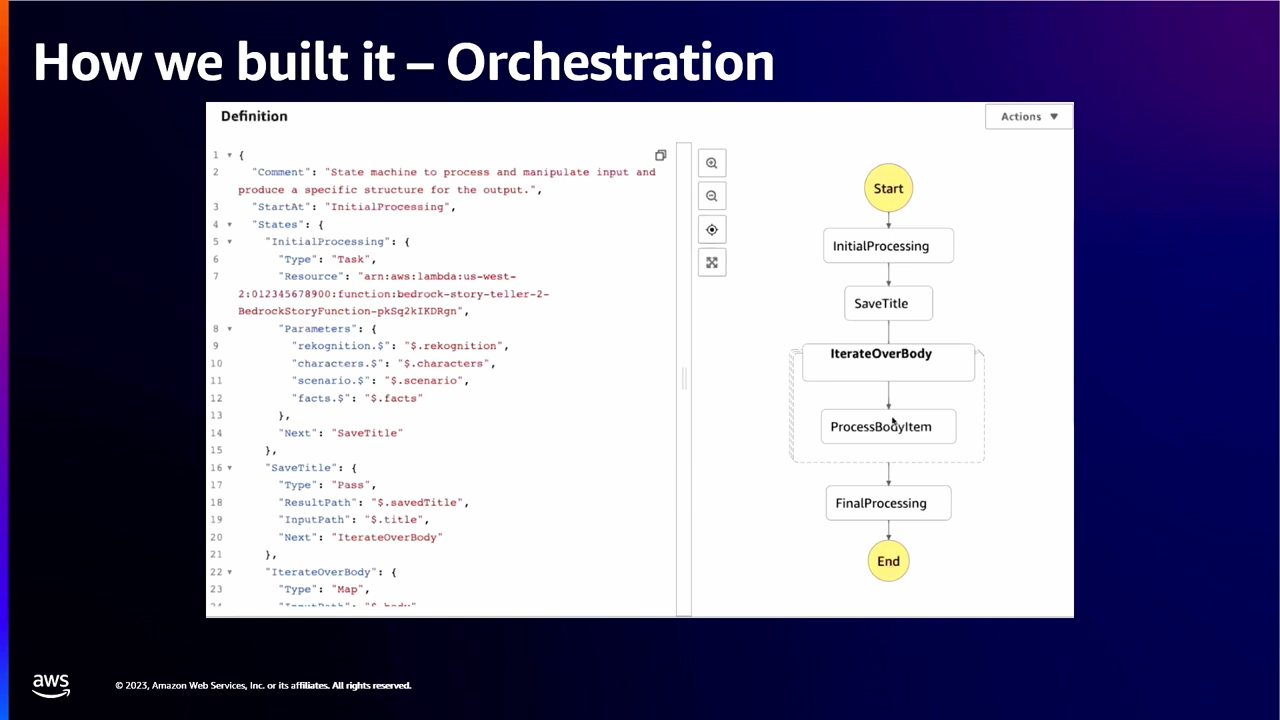 How we built it – Orchestration
Definition
Actions ▼
1 ▼ {
2 "Comment": "State machine to process and manipulate input and
produce a specific structure for the output.",
3 "StartAt": "InitialProcessing",
4 ▼ "States": {
5 ▼ "InitialProcessing": {
6 "Type": "Task",
7 "Resource": "arn:aws:lambda:us-west-
2:012345678900:function:bedrock-story-teller-2-
BedrockStoryFunction-pkSq2kIKDRgn",
8 ▼ "Parameters": {
9 "rekognition.$": "$.rekognition",
10 "characters.$": "$.characters",
11 "scenario.$": "$.scenario",
12 "facts.$": "$.facts"
13 },
14 "Next": "SaveTitle"
15 },
16 ▼ "SaveTitle": {
17 "Type": "Pass",
18 "ResultPath": "$.savedTitle",
19 "InputPath": "$.title",
20 "Next": "IterateOverBody"
21 },
22 ▼ "IterateOverBody": {
23 "Type": "Map",
24 "InputPath": "$.body",
Start
InitialProcessing
SaveTitle
IterateOverBody
ProcessBodyItem
FinalProcessing
End
aws
© 2023, Amazon Web Services, Inc. or its affiliates. All rights reserved.